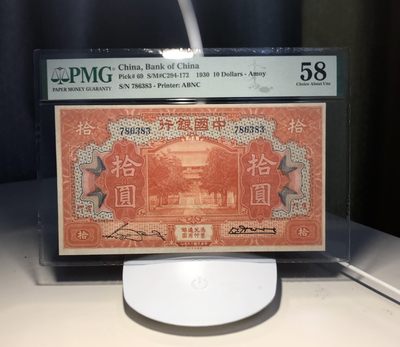 PMG
PAPER MONEY GUARANTY
China, Bank of China
Pick# 69 S/M#C294-172 1930 10 Dollars - Amoy
S/N 786383 - Printer: ABNC
58
Choice About Unc
行銀國中
拾
拾
786383
786383
拾圓
拾圓
拾
拾